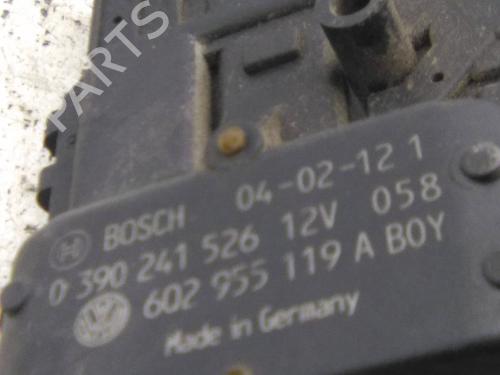 B PARTS
BOSCH 04-02-12 1
0 390 241 526 12V 058
602 955 119 A BOY
Made in Germany